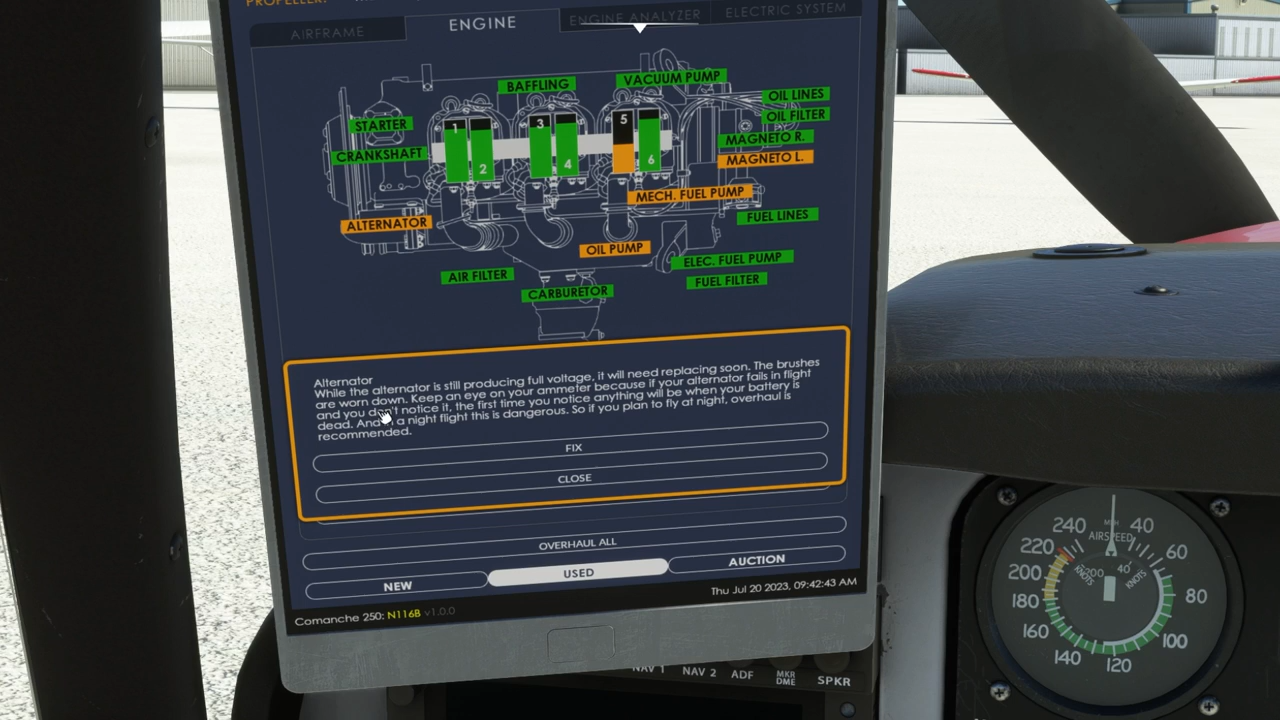 PROPELLER:
AIRFRAME
ENGINE
ENGINE ANALYZER
ELECTRIC SYSTEM
BAFFLING
VACUUM PUMP
OIL LINES
OIL FILTER
STARTER
1
2
3
4
5
6
MAGNETO R.
CRANKSHAFT
MAGNETO L.
MECH. FUEL PUMP
ALTERNATOR
FUEL LINES
OIL PUMP
ELEC. FUEL PUMP
AIR FILTER
FUEL FILTER
CARBURETOR
Alternator
While the alternator is still producing full voltage, it will need replacing soon. The brushes
are worn down. Keep an eye on your ammeter because if your alternator fails in flight
and you don't notice it, the first time you notice anything will be when your battery is
dead. And a night flight this is dangerous. So if you plan to fly at night, overhaul is
recommended.
FIX
CLOSE
OVERHAUL ALL
NEW
USED
AUCTION
Comanche 250: N116B v1.0.0
Thu Jul 20 2023, 09:42:43 AM
NAV 1
NAV 2
ADF
MKR
DME
SPKR
MPH
AIRSPEED
KNOTS
KNOTS
240
40
220
60
200
200
40
180
80
160
100
140
120